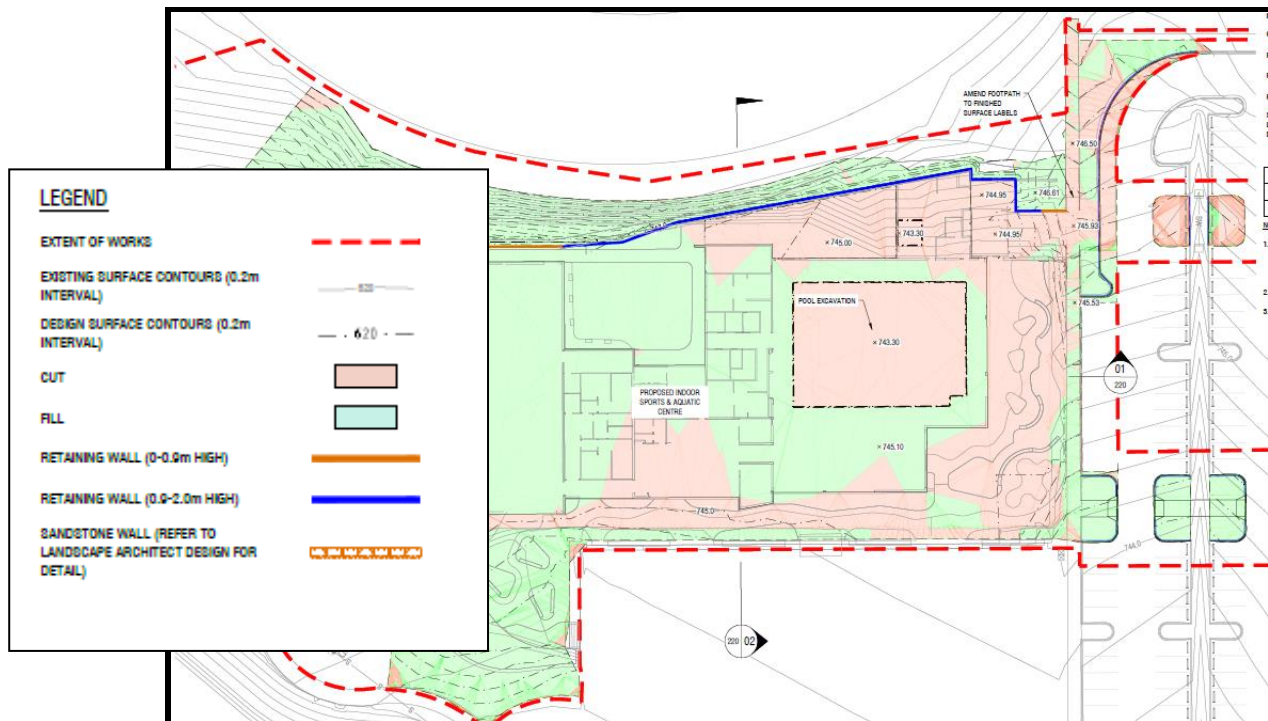 LEGEND
EXTENT OF WORKS
EXISTING SURFACE CONTOURS (0.2m
INTERVAL)
DESIGN SURFACE CONTOURS (0.2m
INTERVAL)
620
CUT
FILL
RETAINING WALL (0-0.9m HIGH)
RETAINING WALL (0.9-2.0m HIGH)
SANDSTONE WALL (REFER TO
LANDSCAPE ARCHITECT DESIGN FOR
DETAIL)
AMEND FOOTPATH
TO FINISHED
SURFACE LABELS
× 746.50
× 744.95
× 746.61
× 743.30
× 744.95
× 745.93
× 745.00
× 745.53
POOL EXCAVATION
× 743.30
01
220
PROPOSED INDOOR
SPORTS & AQUATIC
CENTRE
× 745.10
745.0
744.0
220
02
1.
2.
3.